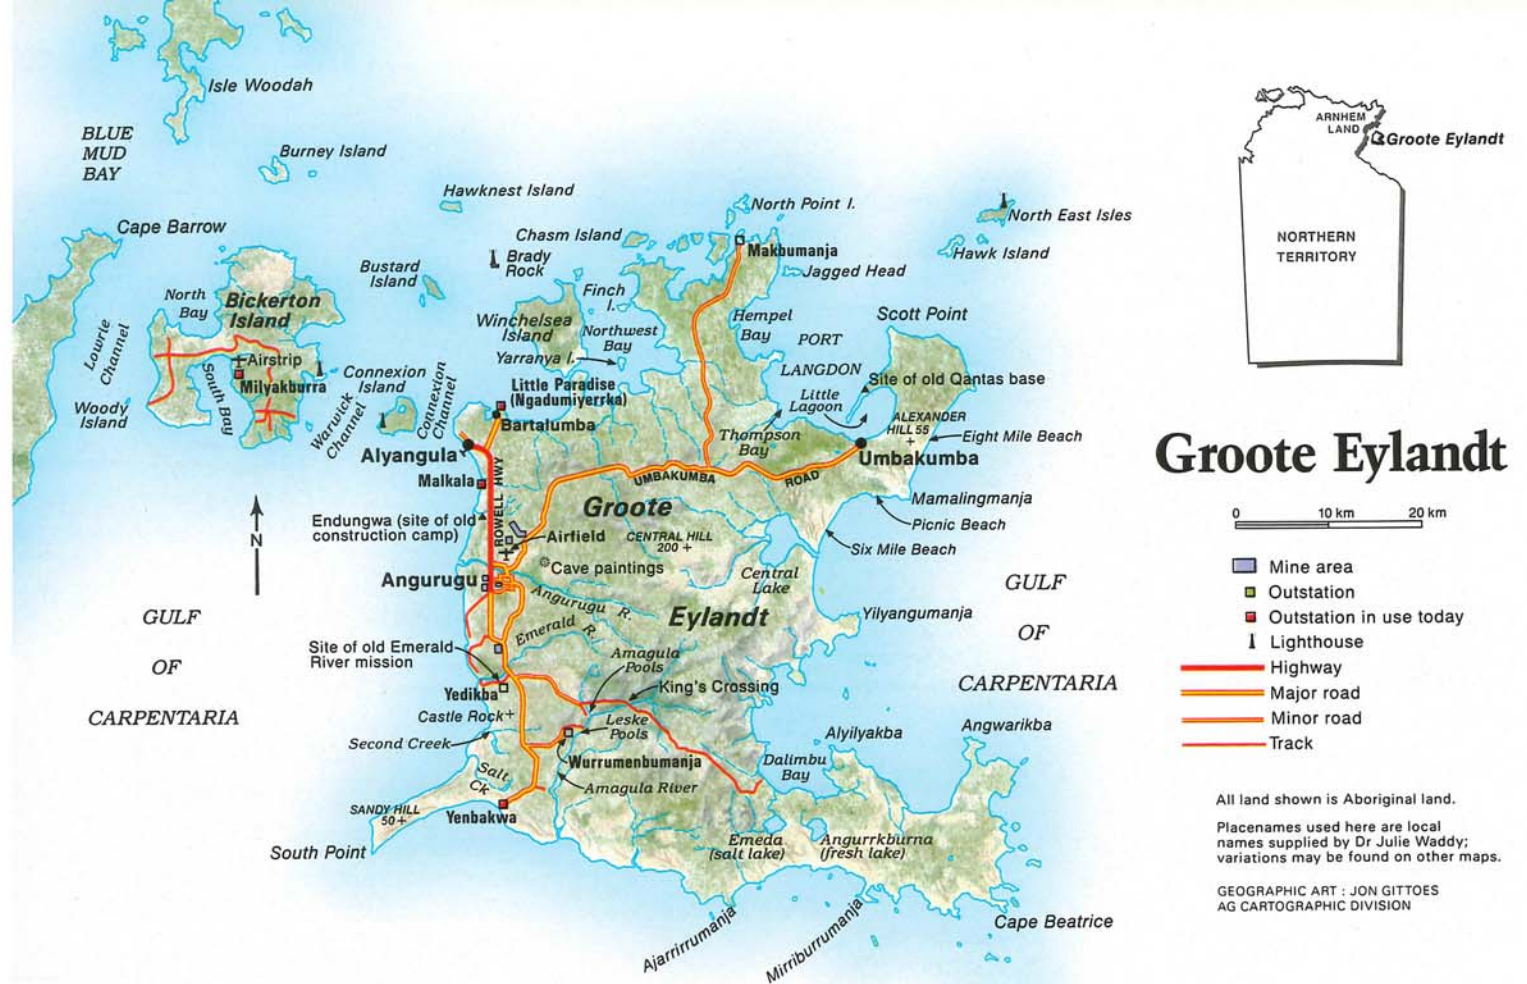 Isle Woodah
BLUE
MUD
BAY
Burney Island
Hawknest Island
North Point I.
North East Isles
Cape Barrow
Chasm Island
Makbumanja
Hawk Island
Brady
Rock
Bustard
Island
Jagged Head
North
Bay
Bickerton
Island
Finch
I.
Hempel
Bay
Scott Point
Winchelsea
Island
Northwest
Bay
PORT
LANGDON
Lowrie
Channel
Airstrip
Yarranya I.
Milyakburra
South Bay
Connexion
Island
Connexion
Channel
Little Paradise
(Ngadumiyerrka)
Little
Lagoon
Site of old Qantas base
Woody
Island
Warwick
Channel
Bartalumba
ALEXANDER
HILL 55
+
Thompson
Bay
Eight Mile Beach
Alyangula
Umbakumba
UMBAKUMBA
ROAD
Malkala
ROWELL HWY
Mamalingmanja
Groote
Picnic Beach
Endungwa (site of old
construction camp)
Airfield
CENTRAL HILL
200 +
Six Mile Beach
N
Cave paintings
Central
Lake
Angurugu
Angurugu R.
Eylandt
Yilyangumanja
GULF
OF
CARPENTARIA
Emerald R.
Site of old Emerald
River mission
Amagula
Pools
GULF
OF
CARPENTARIA
Yedikba
King's Crossing
Castle Rock+
Leske
Pools
Second Creek
Alyilyakba
Angwarikba
Wurrumenbumanja
Dalimbu
Bay
Salt
Ck
Amagula River
SANDY HILL
50+
Yenbakwa
Emeda
(salt lake)
Angurrkburna
(fresh lake)
South Point
Ajarrirrumanja
Mirriburrumanja
Cape Beatrice
ARNHEM
LAND
Groote Eylandt
NORTHERN
TERRITORY
Groote Eylandt
0 10 km 20 km
Mine area
Outstation
Outstation in use today
Lighthouse
Highway
Major road
Minor road
Track
All land shown is Aboriginal land.
Placenames used here are local
names supplied by Dr Julie Waddy;
variations may be found on other maps.
GEOGRAPHIC ART : JON GITTOES
AG CARTOGRAPHIC DIVISION